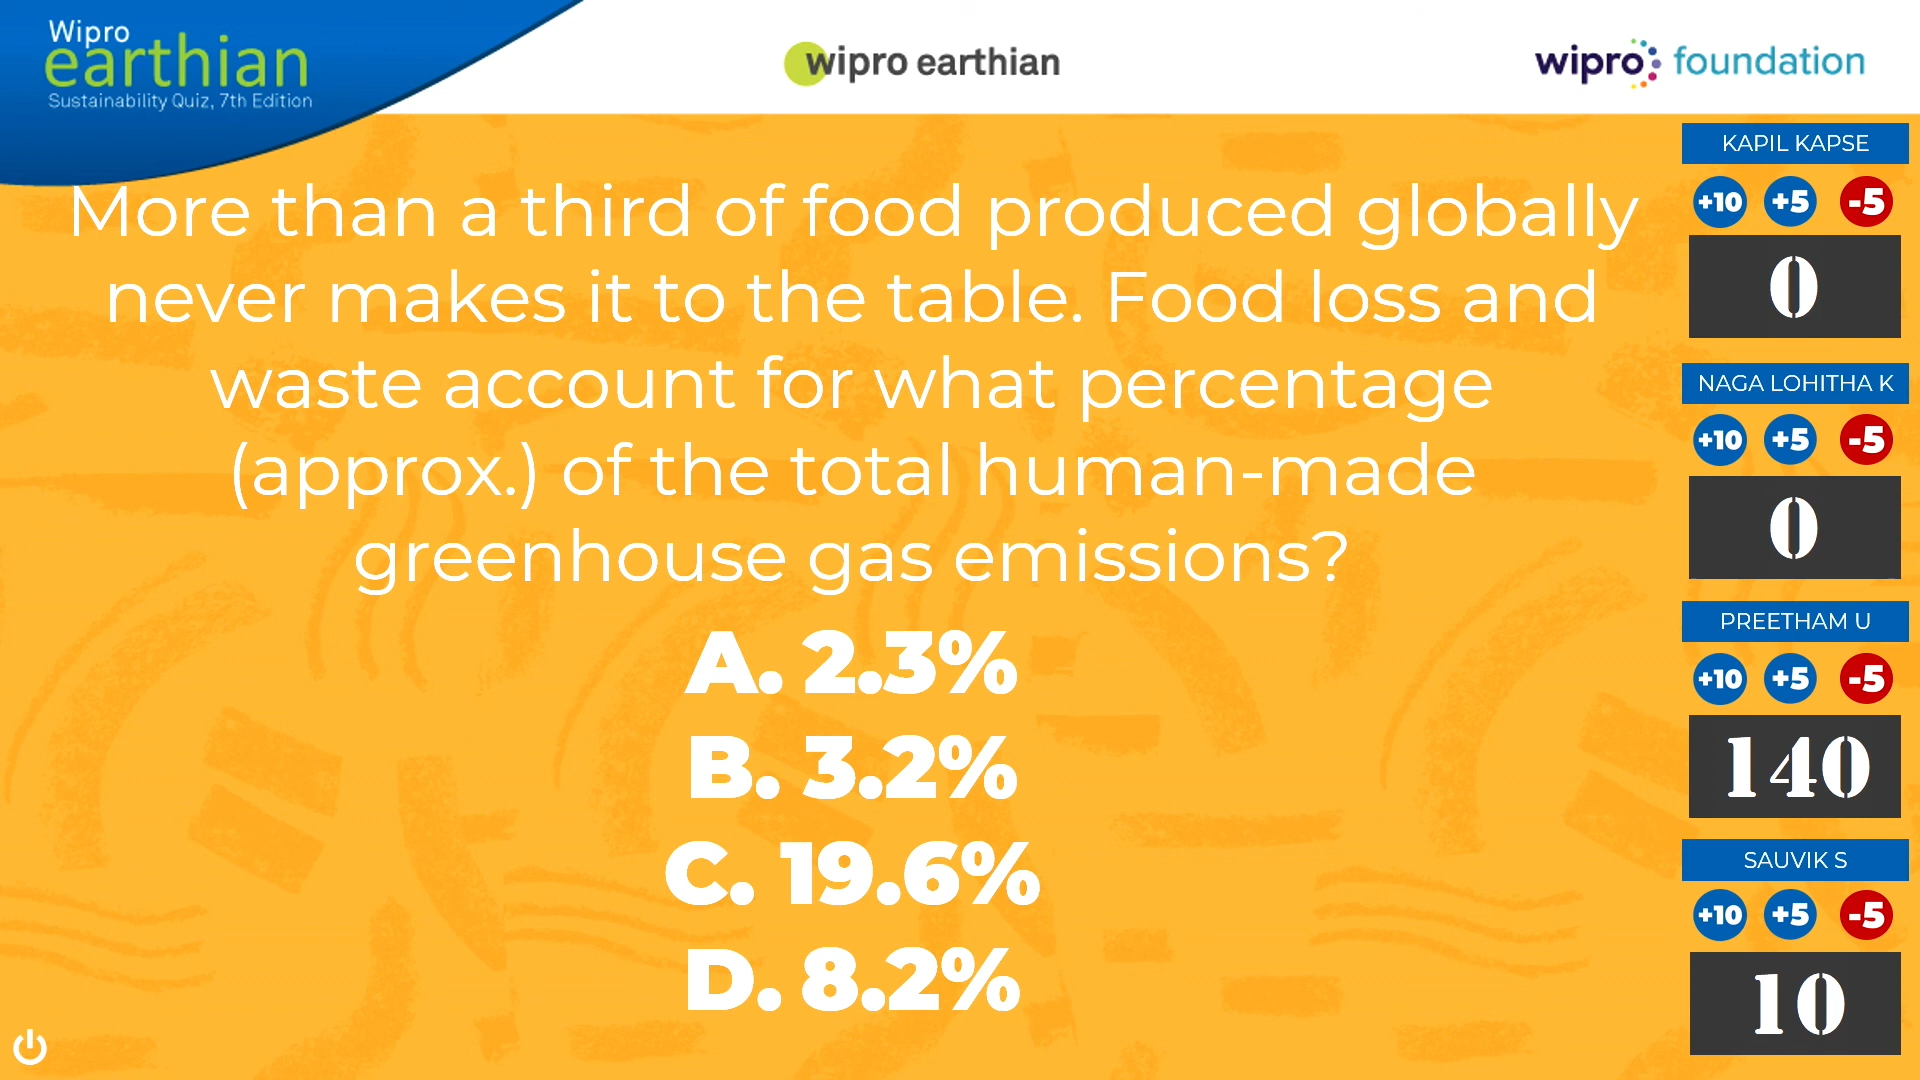 Wipro
earthian
Sustainability Quiz, 7th Edition
wipro earthian
wipro foundation
More than a third of food produced globally
never makes it to the table. Food loss and
waste account for what percentage
(approx.) of the total human-made
greenhouse gas emissions?
A. 2.3%
B. 3.2%
C. 19.6%
D. 8.2%
KAPIL KAPSE
+10 +5 -5
0
NAGA LOHITHA K
+10 +5 -5
0
PREETHAM U
+10 +5 -5
140
SAUVIK S
+10 +5 -5
10